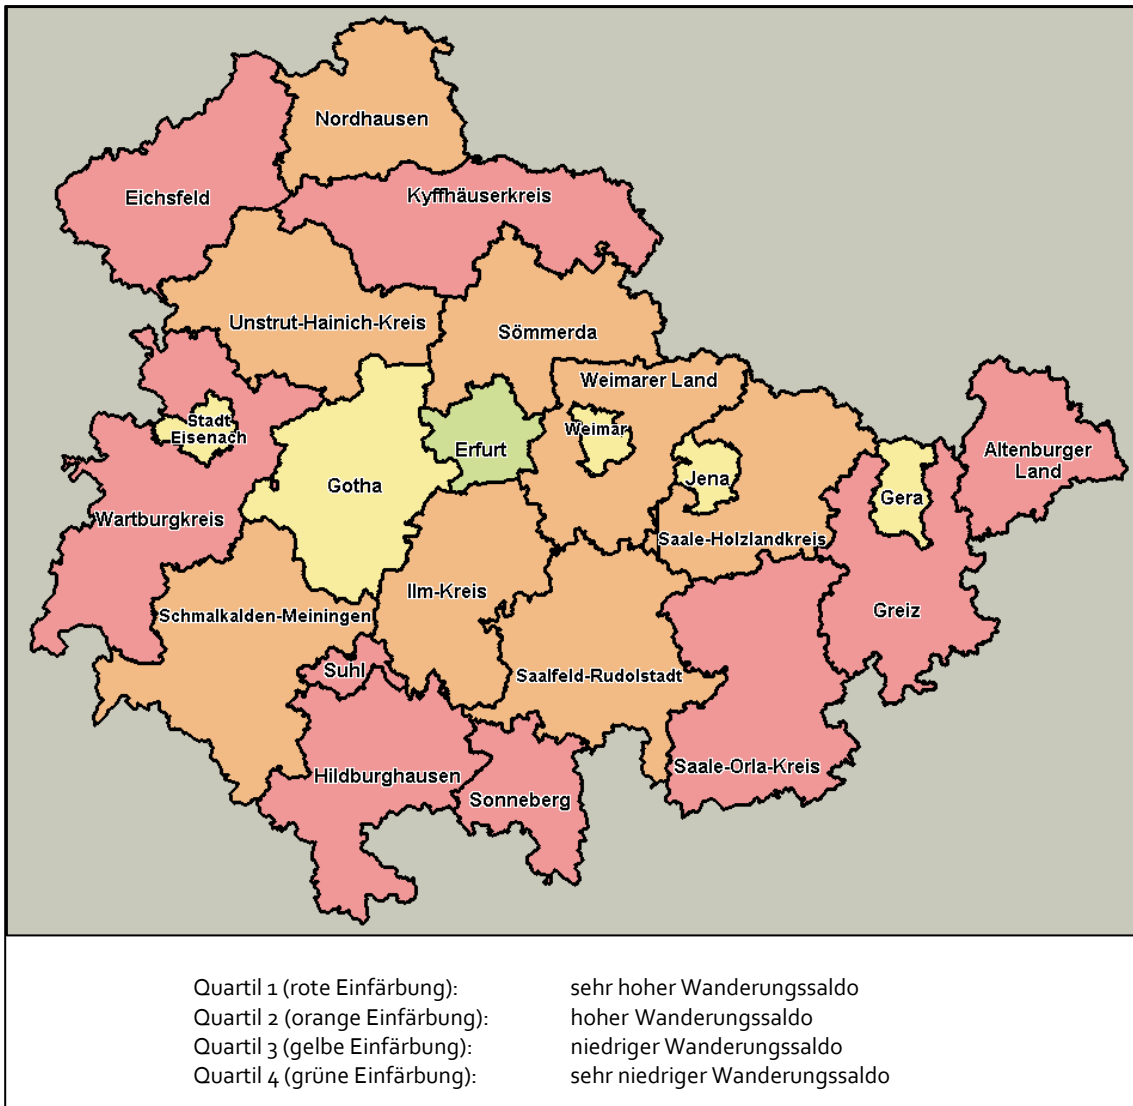 Nordhausen
Eichsfeld
Kyffhäuserkreis
Unstrut-Hainich-Kreis
Sömmerda
Weimarer Land
Stadt
Eisenach
Erfurt
Weimar
Altenburger
Land
Gotha
Jena
Gera
Wartburgkreis
Saale-Holzlandkreis
Ilm-Kreis
Schmalkalden-Meiningen
Greiz
Suhl
Saalfeld-Rudolstadt
Hildburghausen
Saale-Orla-Kreis
Sonneberg
Quartil 1 (rote Einfärbung): sehr hoher Wanderungssaldo
Quartil 2 (orange Einfärbung): hoher Wanderungssaldo
Quartil 3 (gelbe Einfärbung): niedriger Wanderungssaldo
Quartil 4 (grüne Einfärbung): sehr niedriger Wanderungssaldo